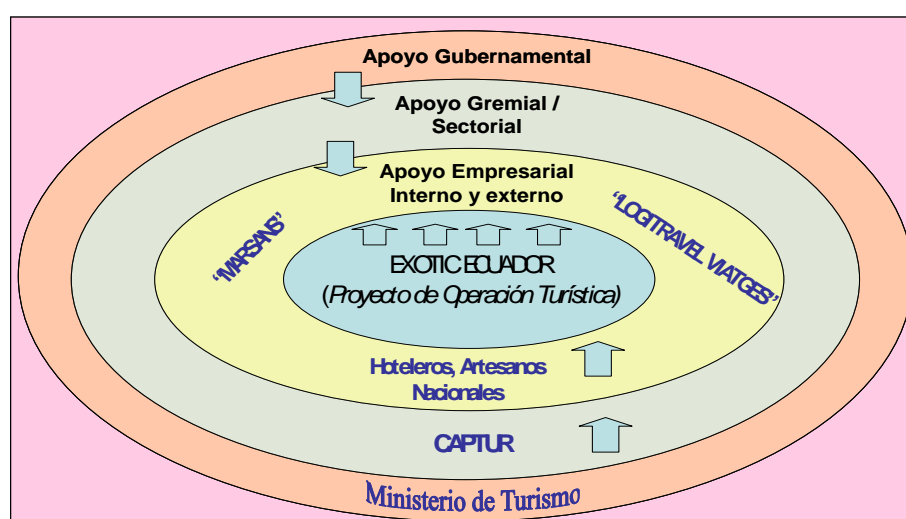 Apoyo Gubernamental
Apoyo Gremial /
Sectorial
Apoyo Empresarial
Interno y externo
"MARSANS"
"LOGITRAVEL VIATGES"
EXOTIC ECUADOR
(Proyecto de Operación Turística)
Hoteleros, Artesanos
Nacionales
CAPTUR
Ministerio de Turismo